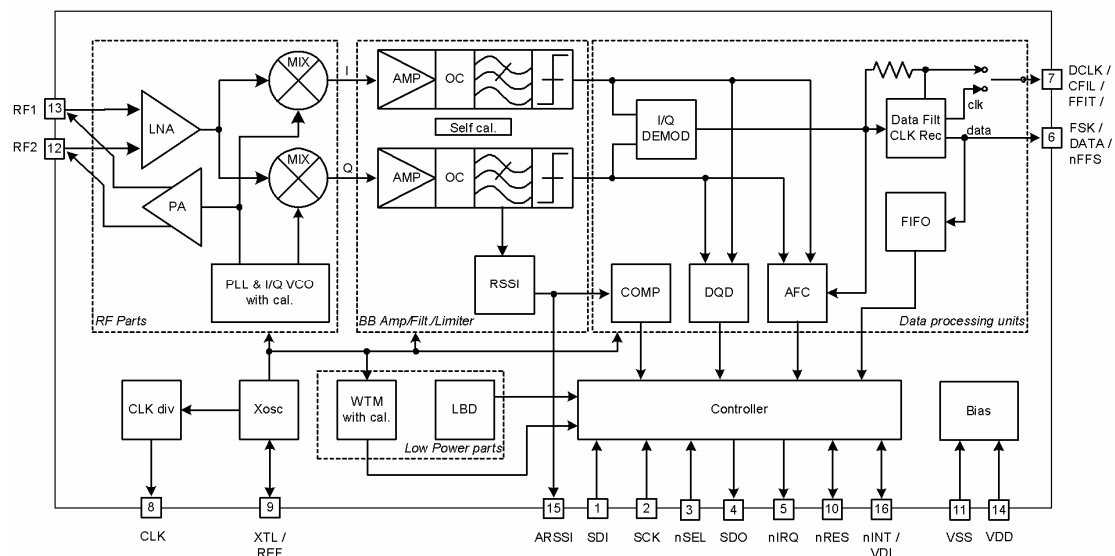 MIX
I
AMP
OC
Self cal.
I/Q
DEMOD
Data Filt
CLK Rec
clk
data
7
DCLK /
CFIL /
FFIT /
6
FSK /
DATA /
nFFS
RF1
13
RF2
12
LNA
PA
MIX
Q
AMP
OC
FIFO
PLL & I/Q VCO
with cal.
RSSI
COMP
DQD
AFC
RF Parts
BB Amp/Filt./Limiter
Data processing units
CLK div
Xosc
WTM
with cal.
LBD
Low Power parts
Controller
Bias
8
9
15
1
2
3
4
5
10
16
11
14
CLK
XTL /
REF
ARSSI
SDI
SCK
nSEL
SDO
nIRQ
nRES
nINT /
VDI
VSS
VDD